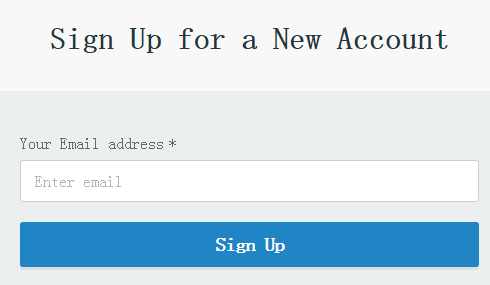 Sign Up for a New Account
Your Email address *
Enter email
Sign Up